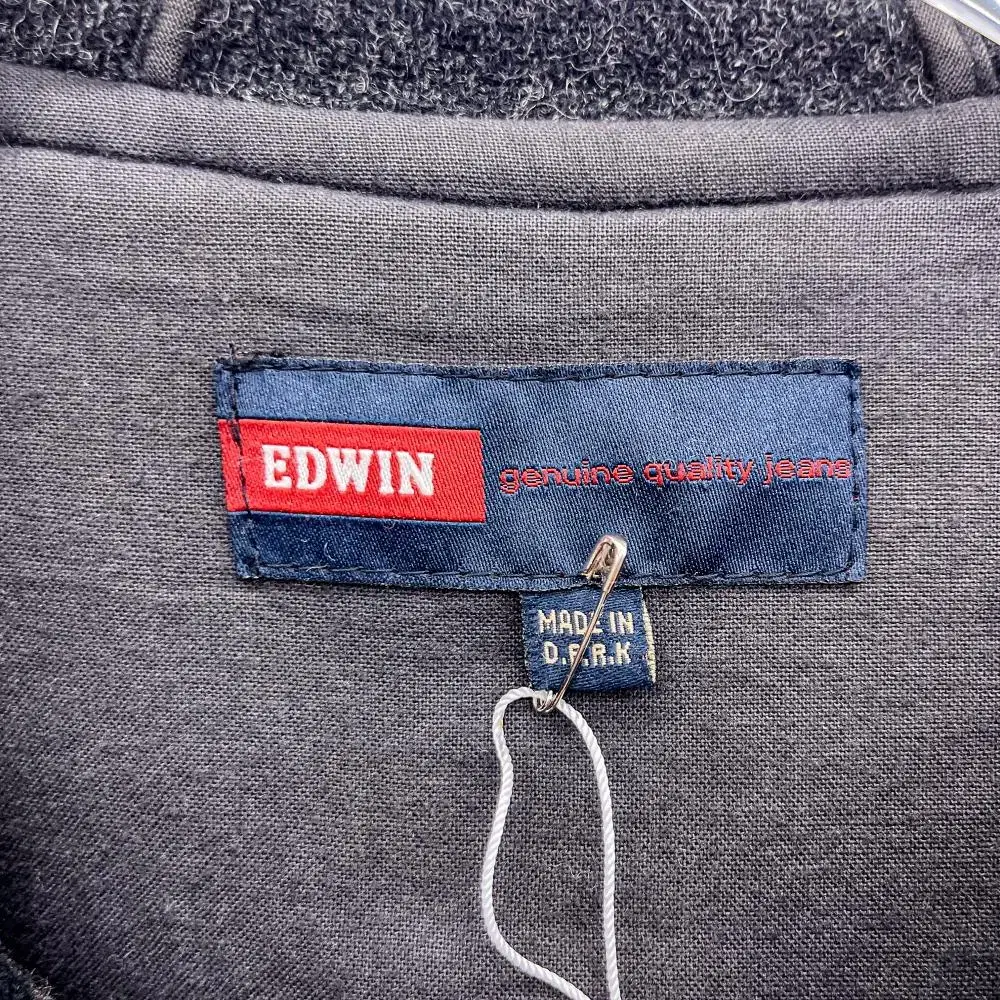 EDWIN genuine quality jeans
MADE IN
D.P.R.K